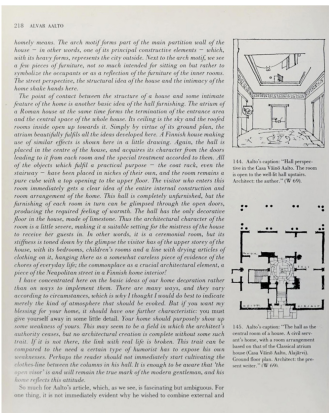 218 ALVAR AALTO
homely means. The arch motif forms part of the main partition wall of the
house – in other words, one of its principal construction elements – which,
with its heavy forms, represents the city outside. Next to the arch motif, we see
a few pieces of furniture, not so much intended for sitting on but rather to
symbolize the occupants or as a reflection of the furniture of the inner rooms.
The street perspective, the structural idea of the house and the intimacy of the
home shake hands here.
The point of contact between the structure of a house and some intimate
feature of the home is another basic idea of the hall furnishing. The atrium of
a Roman house at the same time forms the termination of the entrance area
and the central space of the whole house. Its ceiling is the sky and the roofed
rooms inside open up towards it. Simply by virtue of its ground plan, the
atrium beautifully fulfils all the ideas developed here. A Finnish house making
use of similar effects is shown here in a little drawing. Again, the hall is
placed in the centre of the house, and acquires its character from the doors
leading to it from each room and the special treatment accorded to them. All
of the objects which fulfil a practical purpose – the coat rack, even the
stairway – have been placed in niches of their own, and the room remains a
pure cube with a top opening to the upper floor. The visitor who enters this
room immediately gets a clear idea of the entire internal construction and
room arrangement of the home. This hall is completely unfurnished, but the
furnishing of each room in turn can be glimpsed through the open doors,
producing the required feeling of warmth. The hall has the only decorative
floor in the house, made of limestone. Thus the architectural character of the
room is a little severe, making it a suitable setting for the mistress of the house
to receive her guests in. In other words, it is a ceremonial room, but its
stiffness is toned down by the glimpse the visitor has of the upper storey of the
house, with its bedrooms, children's rooms and a line with drying articles of
clothing on it, hanging there as a somewhat careless piece of evidence of the
chores of everyday life; the commonplace as a crucial architectural element, a
piece of the Neapolitan street in a Finnish home interior!
I have concentrated here on the basic ideas of our home decoration rather
than on ways to implement them. There are many ways, and they vary
according to circumstances, which is why I thought I would do best to indicate
merely the kind of atmosphere that should be evoked. But if you want my
blessing for your home, it should have one further characteristic: you must
give yourself away in some little detail. Your home should purposely show up
some weakness of yours. This may seem to be a field in which the architect's
authority ceases, but no architectural creation is complete without some such
trait. If it is not there, the link with real life is broken. This trait can be
compared to the need a certain type of humorist has to expose his own
weaknesses. Perhaps the reader should not immediately start cultivating the
clothes-line between the columns in his hall. It is enough to be aware that 'the
open visor' is and will remain the true mark of the modern gentleman, and his
home reflects this attitude.
So much for Aalto's article, which, as we see, is fascinating but ambiguous. For
one thing, it is not immediately evident why he wished to combine external and
144. Aalto's caption: "Hall perspec-
tive in the Casa Väinö Aalto. The room
is open to the well-lit hall upstairs.
Architect: the author."
145. Aalto's caption: "The hall as the
central room of a house. A civil serv-
ant's home, with a room arrangement
based on that of the Classical atrium
house (Casa Väinö Aalto, Alajärvi).
Ground floor plan. Architect: the pre-
sent writer."